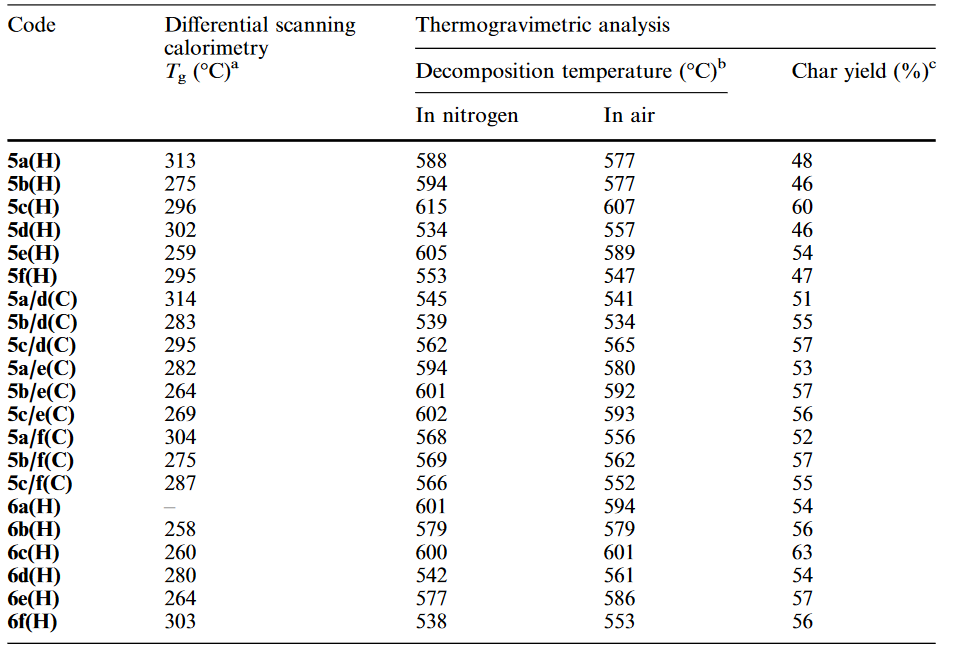 Code Differential scanning calorimetry Thermogravimetric analysis
Tg (°C)a Decomposition temperature (°C)b Char yield (%)c
In nitrogen In air
5a(H) 313 588 577 48
5b(H) 275 594 577 46
5c(H) 296 615 607 60
5d(H) 302 534 557 46
5e(H) 259 605 589 54
5f(H) 295 553 547 47
5a/d(C) 314 545 541 51
5b/d(C) 283 539 534 55
5c/d(C) 295 562 565 57
5a/e(C) 282 594 580 53
5b/e(C) 264 601 592 57
5c/e(C) 269 602 593 56
5a/f(C) 304 568 556 52
5b/f(C) 275 569 562 57
5c/f(C) 287 566 552 55
6a(H) – 601 594 54
6b(H) 258 579 579 56
6c(H) 260 600 601 63
6d(H) 280 542 561 54
6e(H) 264 577 586 57
6f(H) 303 538 553 56